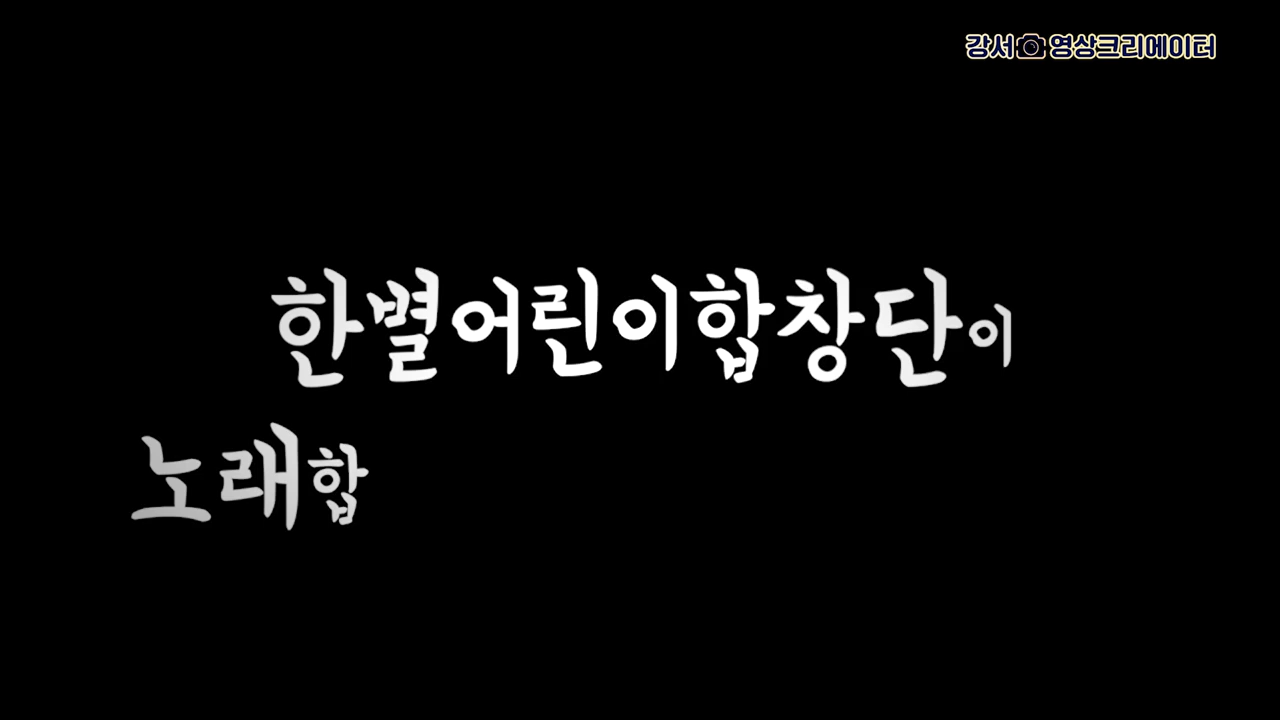 강서 영상크리에이터
한별어린이합창단이
노래합